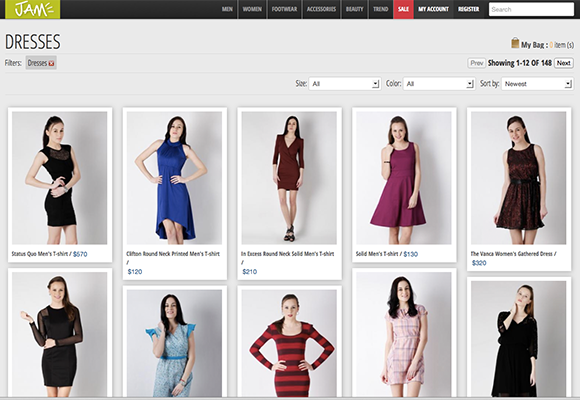 JAM
MEN WOMEN FOOTWEAR ACCESSORIES BEAUTY TREND SALE MY ACCOUNT REGISTER Search
DRESSES
My Bag : 0 item (s)
Filters: Dresses x
Prev Showing 1-12 OF 148 Next
Size: All Color: All Sort by: Newest
Status Quo Men's T-shirt / $570
Clifton Round Neck Printed Men's T-shirt
/
$120
In Excess Round Neck Solid Men's T-shirt
/
$210
Solid Men's T-shirt / $130
The Vanca Women's Gathered Dress /
$320